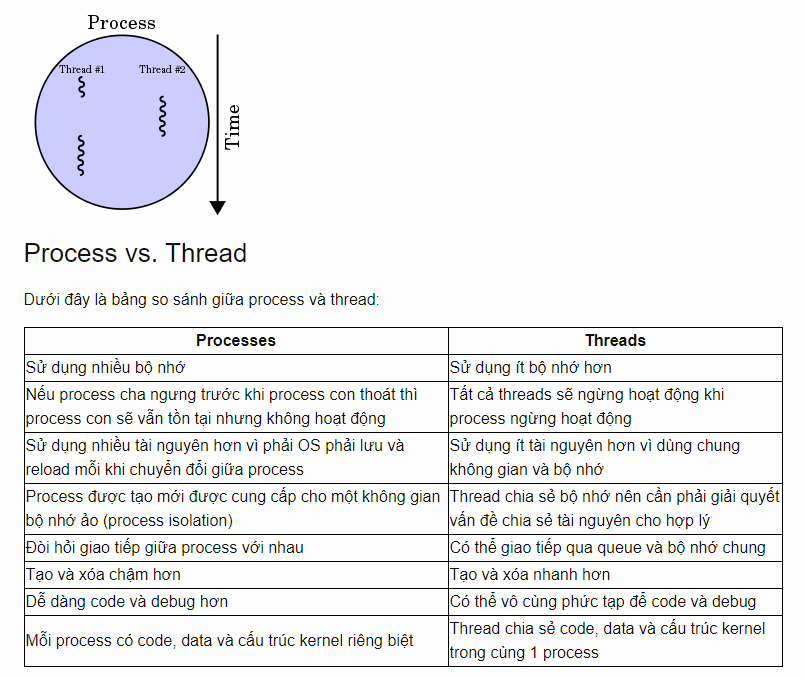 Process
Thread #1
Thread #2
Time
Process vs. Thread
Dưới đây là bảng so sánh giữa process và thread:
Processes
Threads
Sử dụng nhiều bộ nhớ
Sử dụng ít bộ nhớ hơn
Nếu process cha ngưng trước khi process con thoát thì
process con sẽ vẫn tồn tại nhưng không hoạt động
Tất cả threads sẽ ngừng hoạt động khi
process ngừng hoạt động
Sử dụng nhiều tài nguyên hơn vì phải OS phải lưu và
reload mỗi khi chuyển đổi giữa process
Sử dụng ít tài nguyên hơn vì dùng chung
không gian và bộ nhớ
Process được tạo mới được cung cấp cho một không gian
bộ nhớ ảo (process isolation)
Thread chia sẻ bộ nhớ nên cần phải giải quyết
vấn đề chia sẻ tài nguyên cho hợp lý
Đòi hỏi giao tiếp giữa process với nhau
Có thể giao tiếp qua queue và bộ nhớ chung
Tạo và xóa chậm hơn
Tạo và xóa nhanh hơn
Dễ dàng code và debug hơn
Có thể vô cùng phức tạp để code và debug
Mỗi process có code, data và cấu trúc kernel riêng biệt
Thread chia sẻ code, data và cấu trúc kernel
trong cùng 1 process